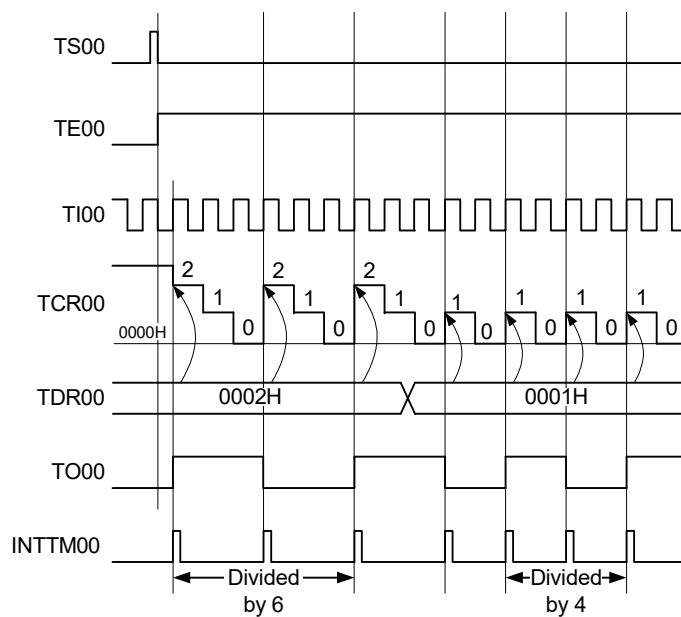 TS00
TE00
TI00
2 2 2
1 1 1 1 1 1 1
TCR00
0 0 0 0 0 0 0
0000H
TDR00 0002H 0001H
TO00
INTTM00
Divided Divided
by 6 by 4